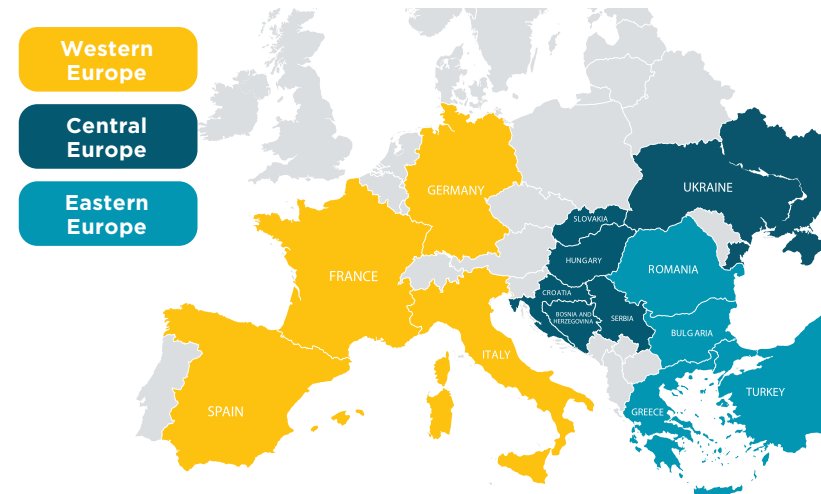 Western
Europe
Central
Europe
Eastern
Europe
GERMANY
UKRAINE
SLOVAKIA
HUNGARY
FRANCE
ROMANIA
CROATIA
BOSNIA AND
HERZEGOVINA
SERBIA
BULGARIA
ITALY
TURKEY
SPAIN
GREECE